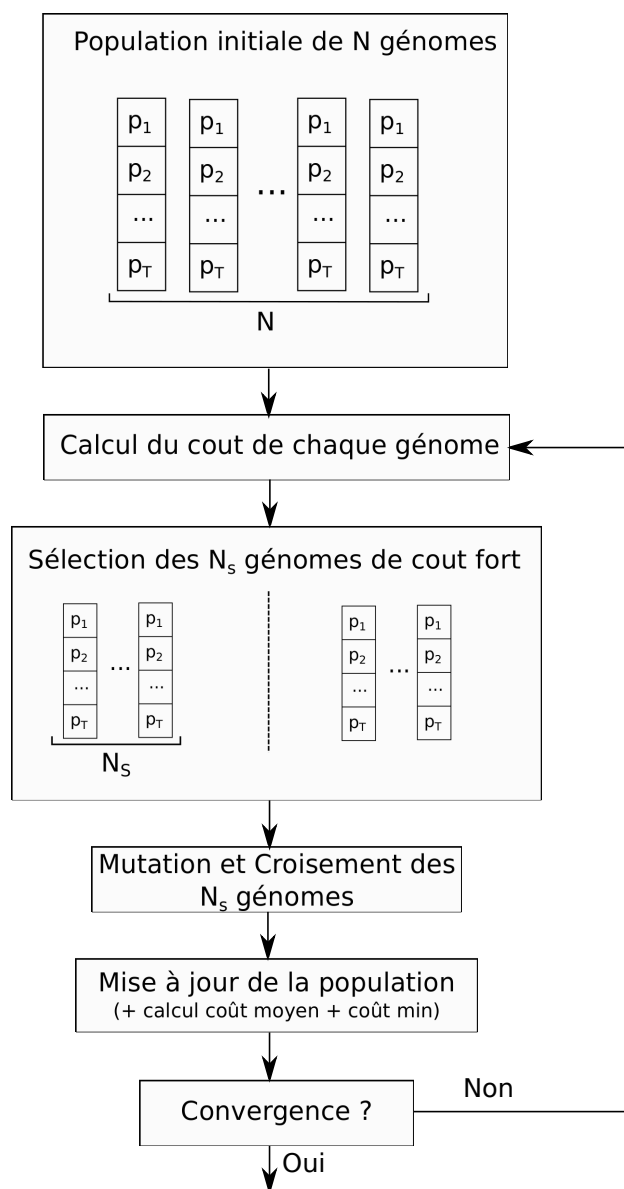 Population initiale de N génomes
p1 p1 p1 p1
p2 p2 ... p2 p2
... ... ... ...
pT pT pT pT
N
Calcul du cout de chaque génome
Sélection des Ns génomes de cout fort
p1 p1 p1 p1
p2 ... p2 p2 ... p2
... ... ... ...
pT pT pT pT
NS
Mutation et Croisement des
Ns génomes
Mise à jour de la population
(+ calcul coût moyen + coût min)
Convergence ?
Non
Oui